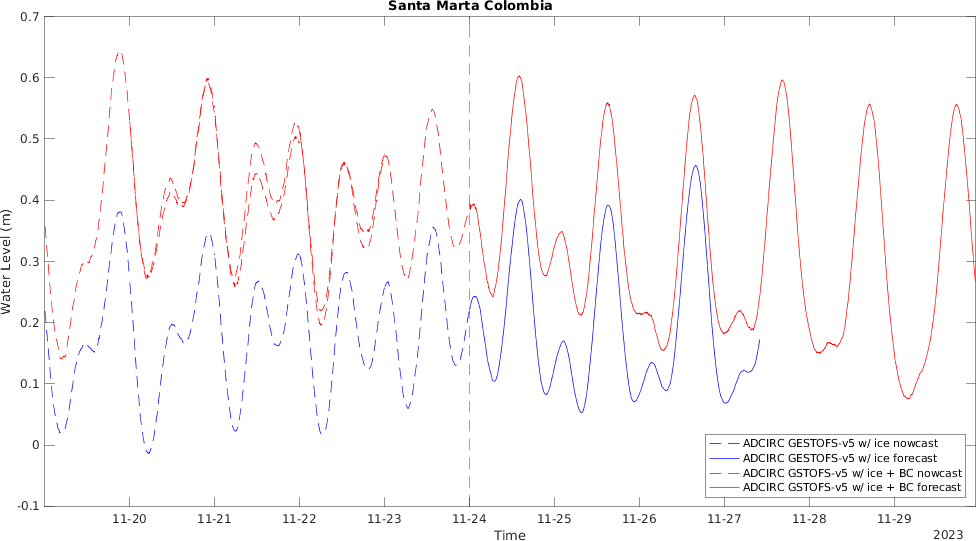 Santa Marta Colombia
0.7
0.6
0.5
0.4
0.3
0.2
0.1
0
-0.1
Water Level (m)
11-20 11-21 11-22 11-23 11-24 11-25 11-26 11-27 11-28 11-29
Time
2023
ADCIRC GESTOFS-v5 w/ ice nowcast
ADCIRC GESTOFS-v5 w/ ice forecast
ADCIRC GSTOFS-v5 w/ ice + BC nowcast
ADCIRC GSTOFS-v5 w/ ice + BC forecast